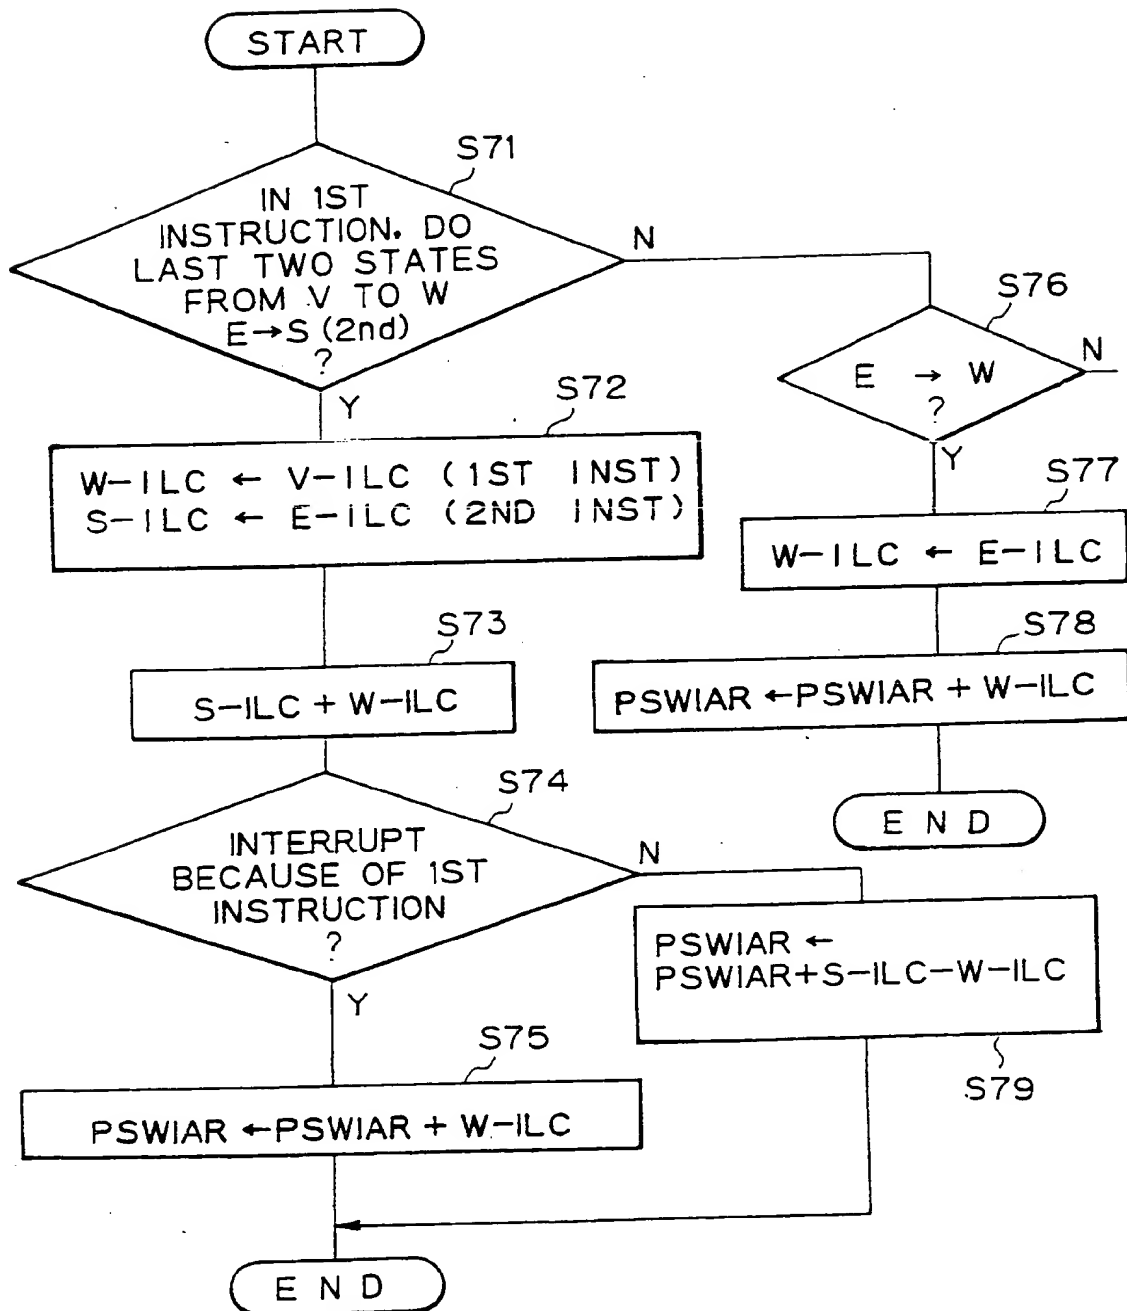 START
S71
IN 1ST
INSTRUCTION. DO
LAST TWO STATES
FROM V TO W
E→S (2nd)
?
N
Y
S76
E → W
?
N
Y
S72
W-ILC ← V-ILC (1ST INST)
S-ILC ← E-ILC (2ND INST)
S77
W-ILC ← E-ILC
S73
S-ILC + W-ILC
S78
PSWIAR ←PSWIAR + W-ILC
E N D
S74
INTERRUPT
BECAUSE OF 1ST
INSTRUCTION
?
N
Y
PSWIAR ←
PSWIAR+S-ILC-W-ILC
S79
S75
PSWIAR ←PSWIAR + W-ILC
E N D